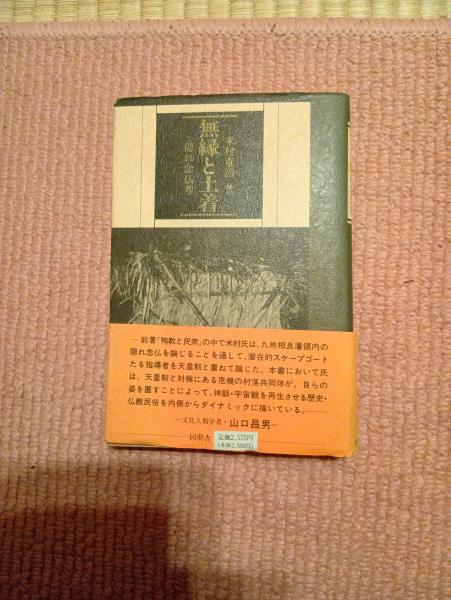 米村竜治 著
無縁と土着
隠れ念仏考
―前著『殉教と民衆』の中で米村氏は、九州相良藩領内の
隠れ念仏を論じることを通して、潜在的スケープゴート
たる指導者を天皇制と重ねて論じた。本書において氏
は、天皇制と対極にある危機の村落共同体が、自らの
姿を匿すことによって、神話・宇宙観を再生させる歴史・
仏教民俗を内側からダイナミックに描いている。
―文化人類学者・山口昌男―
同朋舎
定価2,575円
(本体2,500円)